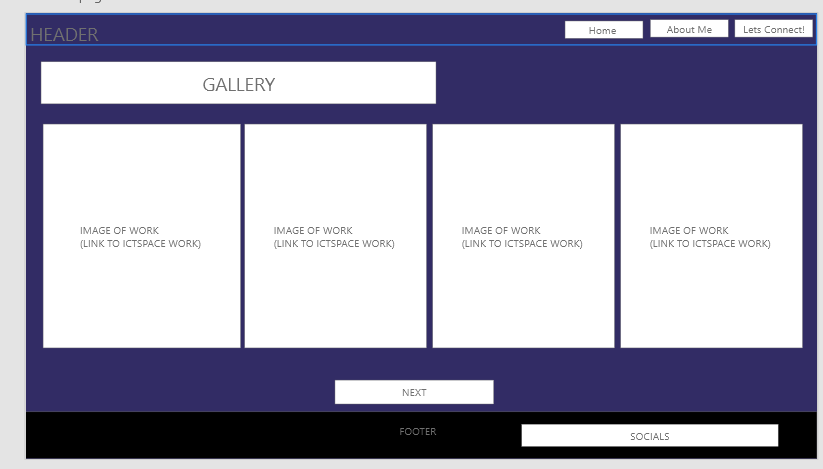 HEADER
Home
About Me
Lets Connect!
GALLERY
IMAGE OF WORK
(LINK TO ICTSPACE WORK)
IMAGE OF WORK
(LINK TO ICTSPACE WORK)
IMAGE OF WORK
(LINK TO ICTSPACE WORK)
IMAGE OF WORK
(LINK TO ICTSPACE WORK)
NEXT
FOOTER
SOCIALS